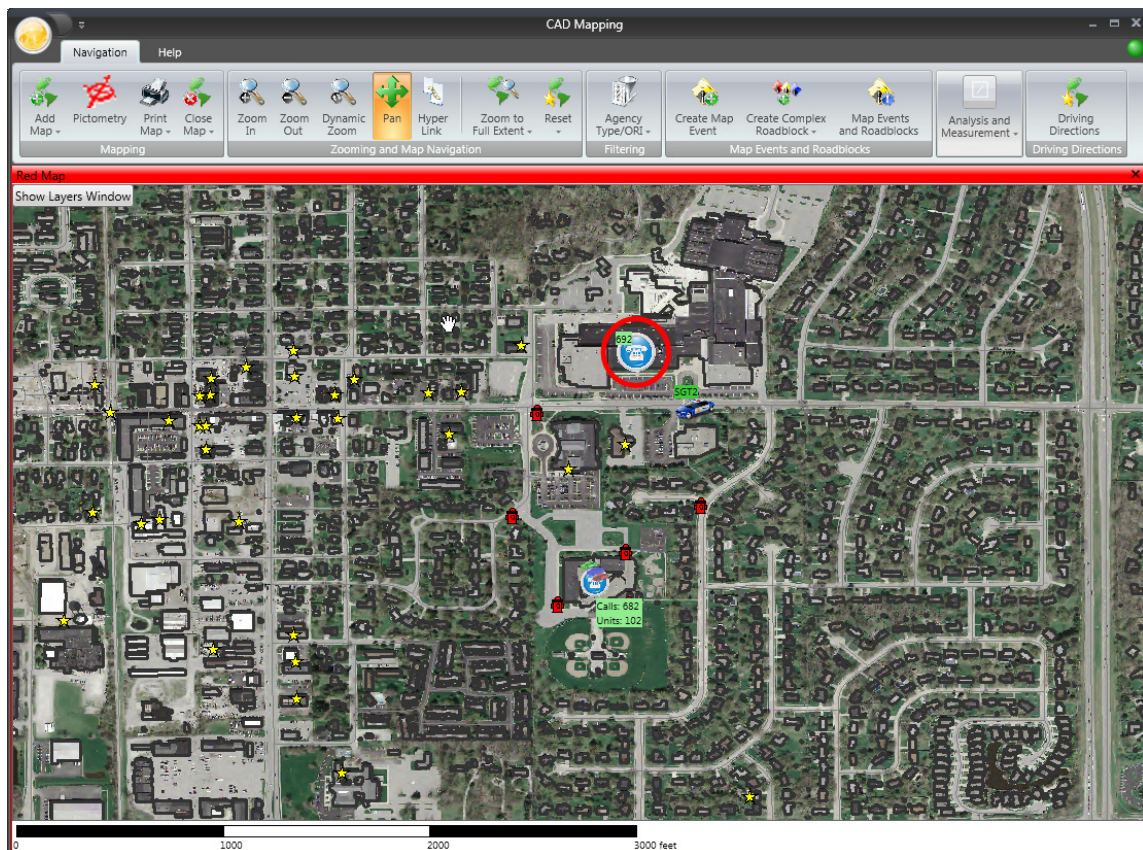 CAD Mapping
Navigation Help
Add Map
Pictometry
Print Map
Close Map
Mapping
Zoom In
Zoom Out
Dynamic Zoom
Pan
Hyper Link
Zoom to Full Extent
Reset
Zooming and Map Navigation
Agency Type/ORI
Filtering
Create Map Event
Create Complex Roadblock
Map Events and Roadblocks
Map Events and Roadblocks
Analysis and Measurement
Driving Directions
Driving Directions
Red Map
Show Layers Window
692
SGT2
Calls: 682
Units: 102
0 1000 2000 3000 feet